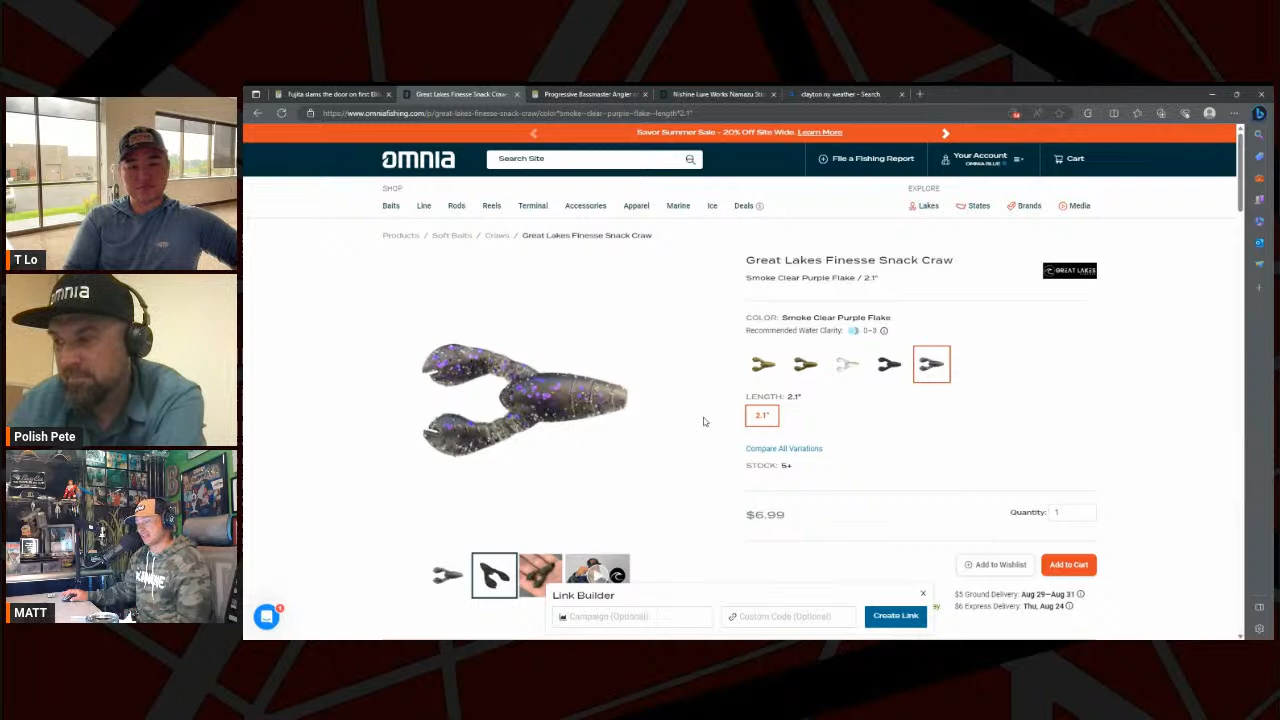 Fujita slams the door on first Elit
Great Lakes Finesse Snack Craw-
Progressive Bassmaster Angler o
Nishine Lure Works Namazu Sti
clayton ny weather - Search
https://www.omniafishing.com/p/great-lakes-finesse-snack-craw/color*smoke--clear--purple-flake--length*2.1"
Savor Summer Sale - 20% Off Site Wide. Learn More
omnia
Search Site
File a Fishing Report
Your Account
OMNIA BLUE
Cart
SHOP
EXPLORE
Baits
Line
Rods
Reels
Terminal
Accessories
Apparel
Marine
Ice
Deals
Lakes
States
Brands
Media
Products / Soft Baits / Craws / Great Lakes Finesse Snack Craw
Great Lakes Finesse Snack Craw
Smoke Clear Purple Flake / 2.1"
GREAT LAKES
COLOR: Smoke Clear Purple Flake
Recommended Water Clarity: 0-3
LENGTH: 2.1"
2.1"
Compare All Variations
STOCK: 5+
$6.99
Quantity: 1
Add to Wishlist
Add to Cart
$5 Ground Delivery: Aug 29—Aug 31
$6 Express Delivery: Thu, Aug 24
Link Builder
Campaign (Optional)
Custom Code (Optional)
Create Link
T Lo
omnia
Polish Pete
MATT